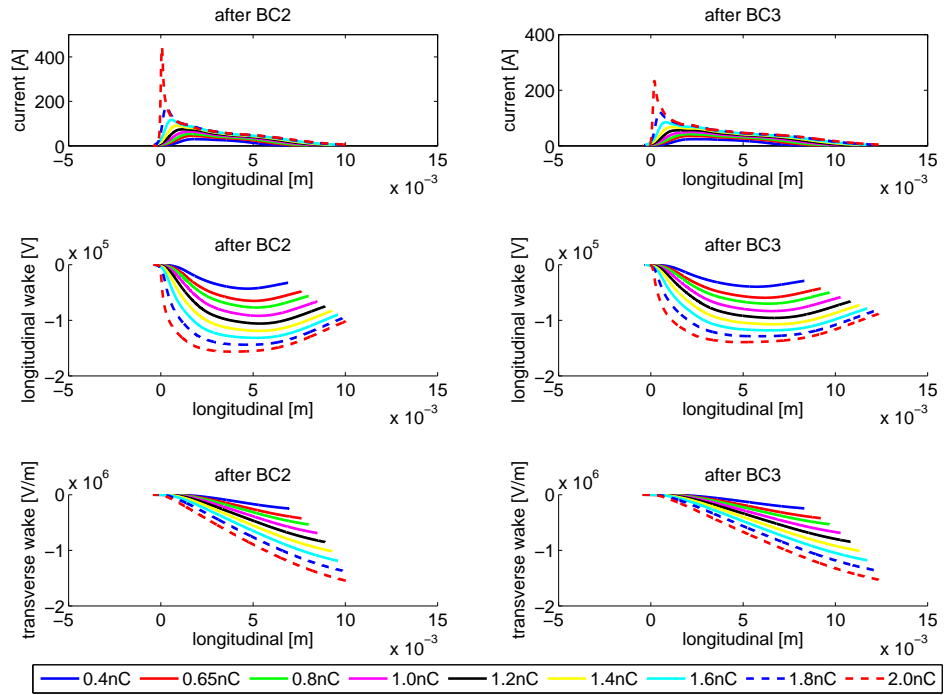 after BC2
after BC3
current [A]
400
200
0
−5
0
5
10
15
longitudinal [m]
x 10⁻³
current [A]
400
200
0
−5
0
5
10
15
longitudinal [m]
x 10⁻³
after BC2
after BC3
longitudinal wake [V]
x 10⁵
0
−1
−2
−5
0
5
10
15
longitudinal [m]
x 10⁻³
longitudinal wake [V]
x 10⁵
0
−1
−2
−5
0
5
10
15
longitudinal [m]
x 10⁻³
after BC2
after BC3
transverse wake [V/m]
x 10⁶
0
−1
−2
−5
0
5
10
15
longitudinal [m]
x 10⁻³
transverse wake [V/m]
x 10⁶
0
−1
−2
−5
0
5
10
15
longitudinal [m]
x 10⁻³
0.4nC 0.65nC 0.8nC 1.0nC 1.2nC 1.4nC 1.6nC 1.8nC 2.0nC